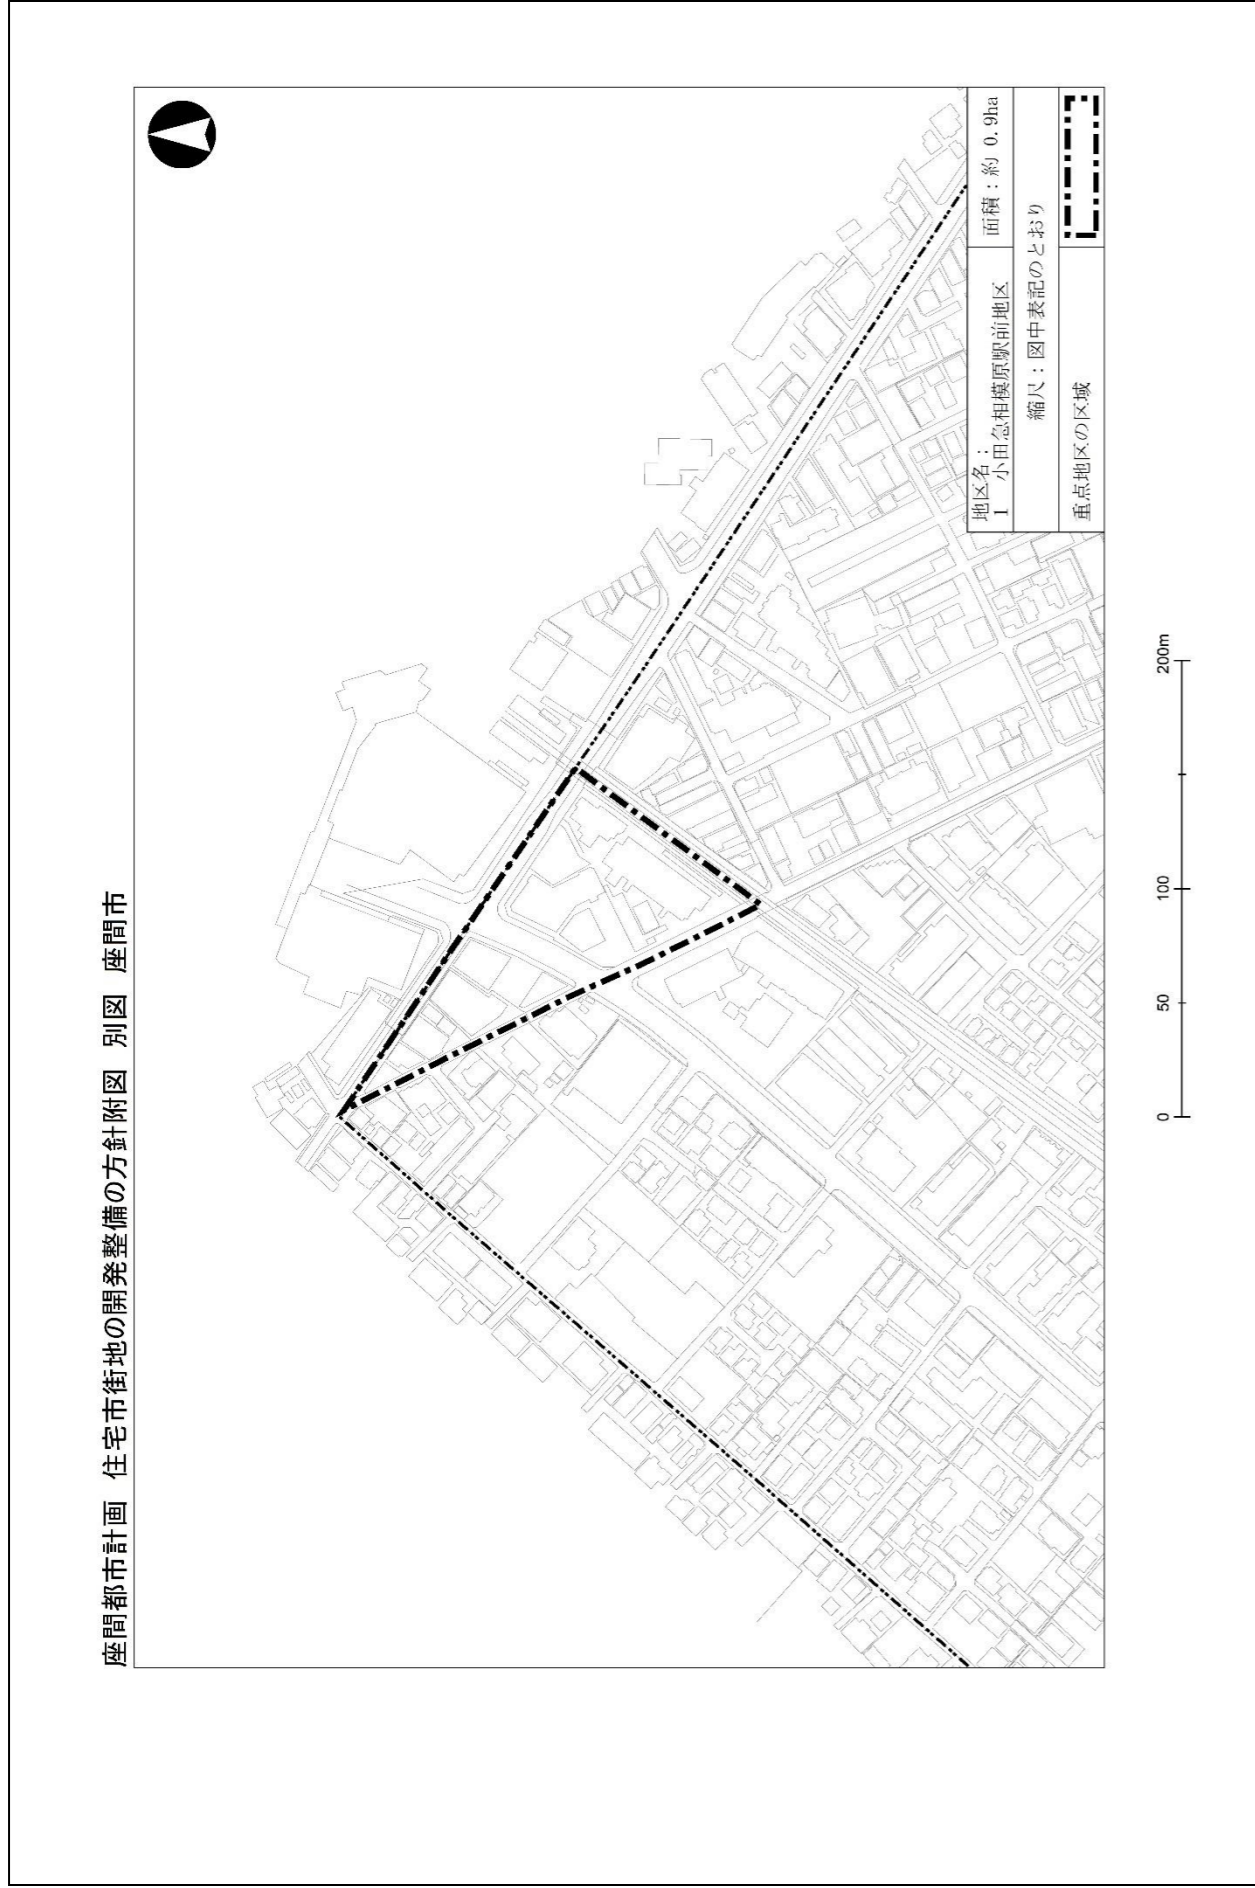 座間都市計画　住宅市街地の開発整備の方針附図　別図　座間市
地区名：
1　小田急相模原駅前地区
面積：約 0.9ha
縮尺：図中表記のとおり
重点地区の区域
0 50 100 200m